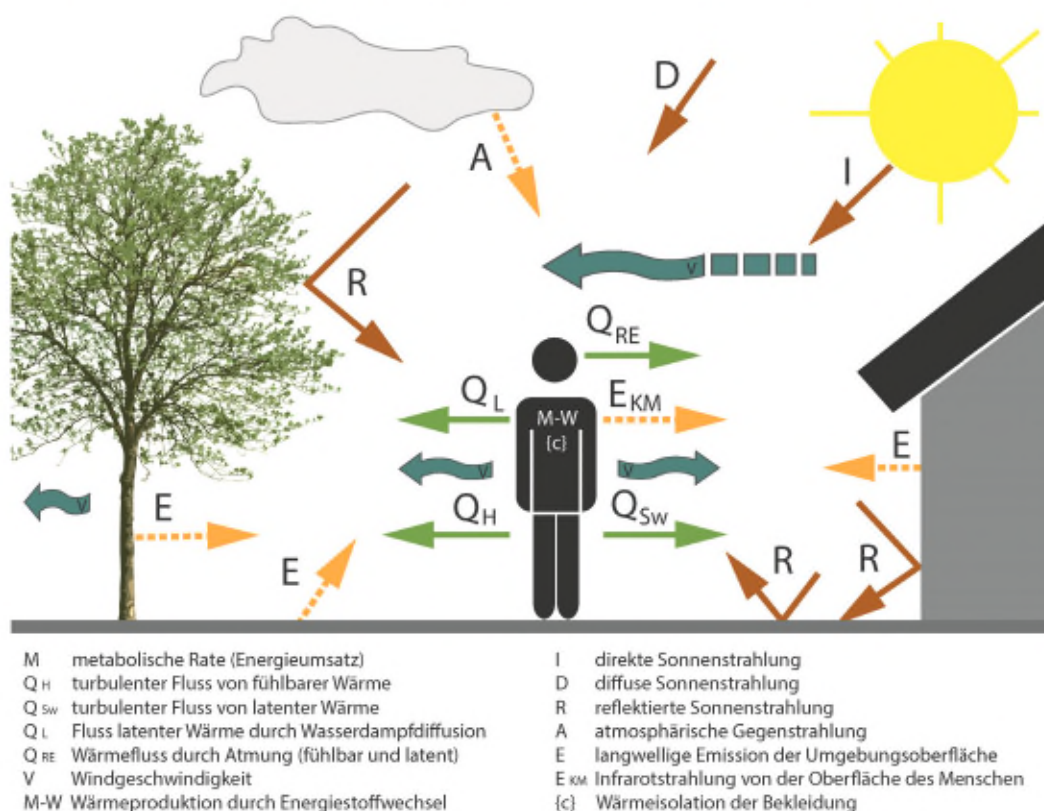 D
A
I
R
V
Q RE
Q L
E KM
M-W
{c}
E
V
V
V
E
Q H
Q Sw
E
R
R
M metabolische Rate (Energieumsatz)
Q H turbulenter Fluss von fühlbarer Wärme
Q Sw turbulenter Fluss von latenter Wärme
Q L Fluss latenter Wärme durch Wasserdampfdiffusion
Q RE Wärmefluss durch Atmung (fühlbar und latent)
V Windgeschwindigkeit
M-W Wärmeproduktion durch Energiestoffwechsel
I direkte Sonnenstrahlung
D diffuse Sonnenstrahlung
R reflektierte Sonnenstrahlung
A atmosphärische Gegenstrahlung
E langwellige Emission der Umgebungsoberfläche
E KM Infrarotstrahlung von der Oberfläche des Menschen
{c} Wärmeisolation der Bekleidung